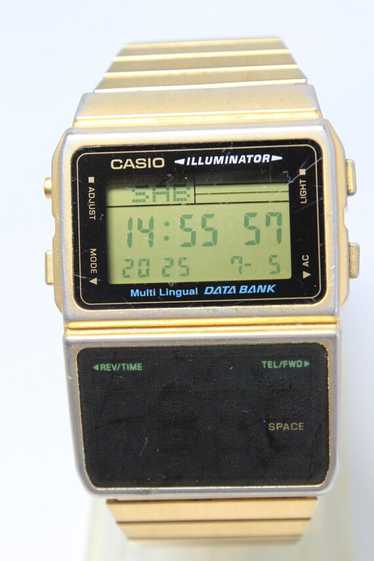 CASIO ILLUMINATOR
ADJUST
LIGHT
SAB
14:55 57
MODE
AC
2025 7-5
Multi Lingual DATA BANK
REV/TIME TEL/FWD
SPACE